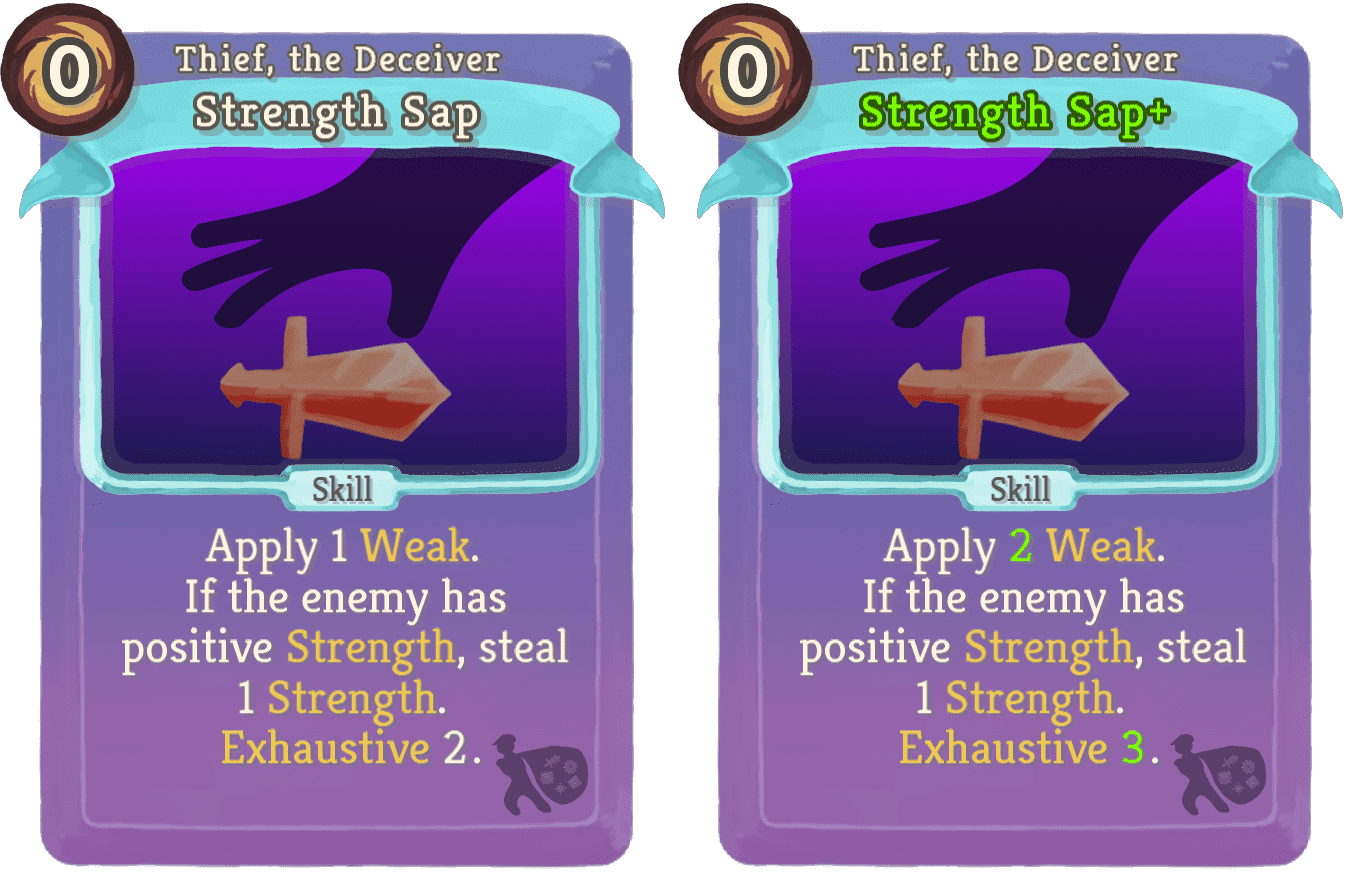 0
Thief, the Deceiver
Strength Sap
Skill
Apply 1 Weak.
If the enemy has
positive Strength, steal
1 Strength.
Exhaustive 2.
0
Thief, the Deceiver
Strength Sap+
Skill
Apply 2 Weak.
If the enemy has
positive Strength, steal
1 Strength.
Exhaustive 3.